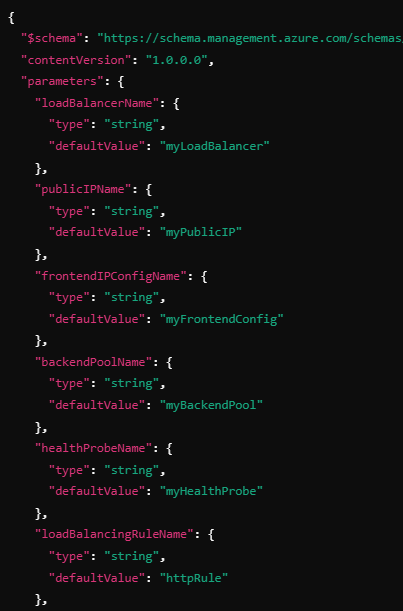 {
"$schema": "https://schema.management.azure.com/schemas/
"contentVersion": "1.0.0.0",
"parameters": {
"loadBalancerName": {
"type": "string",
"defaultValue": "myLoadBalancer"
},
"publicIPName": {
"type": "string",
"defaultValue": "myPublicIP"
},
"frontendIPConfigName": {
"type": "string",
"defaultValue": "myFrontendConfig"
},
"backendPoolName": {
"type": "string",
"defaultValue": "myBackendPool"
},
"healthProbeName": {
"type": "string",
"defaultValue": "myHealthProbe"
},
"loadBalancingRuleName": {
"type": "string",
"defaultValue": "httpRule"
},